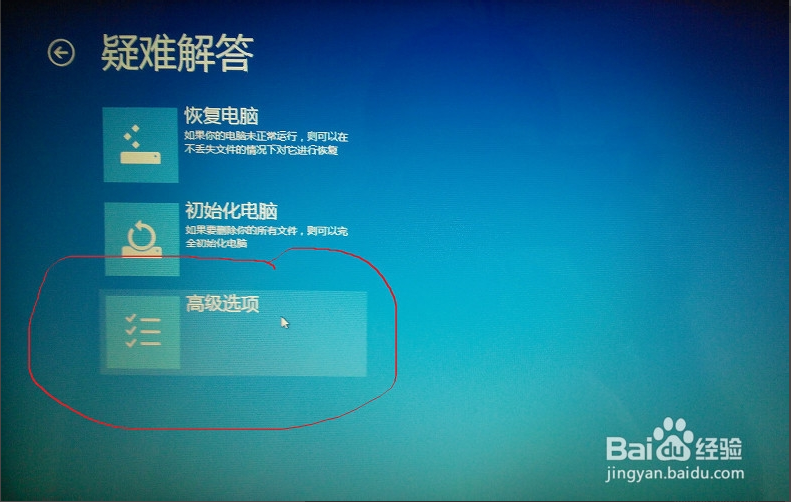 疑难解答
恢复电脑
如果你的电脑未正常运行，则可以在
不丢失文件的情况下对它进行恢复
初始化电脑
如果要删除你的所有文件，则可以完
全初始化电脑
高级选项
Baidu经验
jingyan.baidu.com